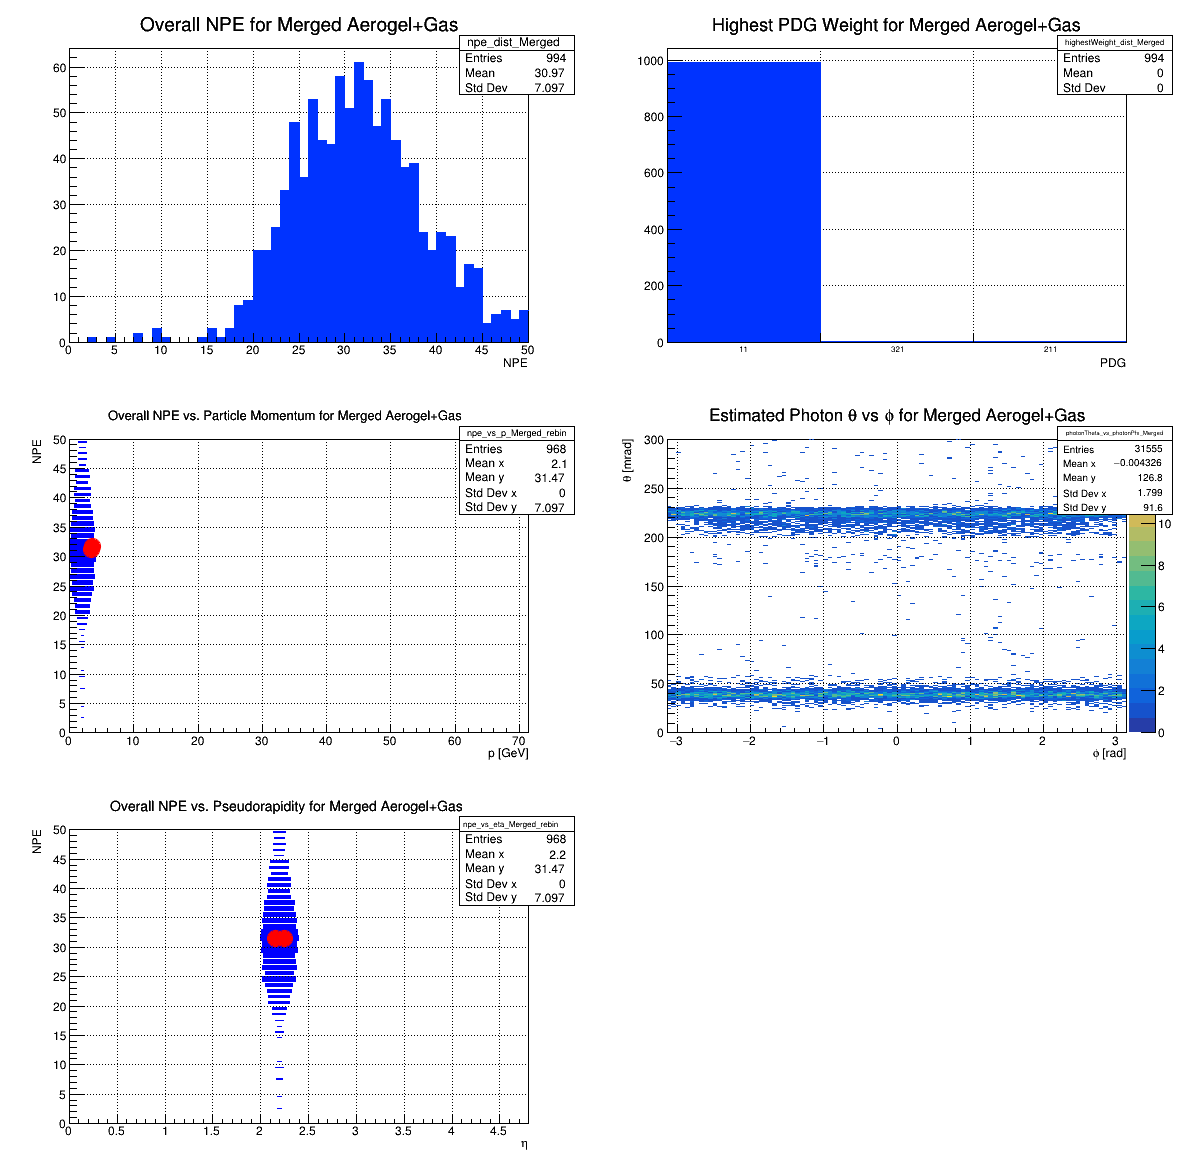 Overall NPE for Merged Aerogel+Gas
npe_dist_Merged
Entries 994
Mean 30.97
Std Dev 7.097
60
50
40
30
20
10
0
0 5 10 15 20 25 30 35 40 45 50
NPE
Highest PDG Weight for Merged Aerogel+Gas
highestWeight_dist_Merged
Entries 994
Mean 0
Std Dev 0
1000
800
600
400
200
0
11 321 211
PDG
Overall NPE vs. Particle Momentum for Merged Aerogel+Gas
npe_vs_p_Merged_rebin
Entries 968
Mean x 2.1
Mean y 31.47
Std Dev x 0
Std Dev y 7.097
NPE
50
45
40
35
30
25
20
15
10
5
0
0 10 20 30 40 50 60 70
p [GeV]
Estimated Photon θ vs ϕ for Merged Aerogel+Gas
photonTheta_vs_photonPhi_Merged
Entries 31555
Mean x −0.004326
Mean y 126.8
Std Dev x 1.799
Std Dev y 91.6
θ [mrad]
300
250
200
150
100
50
0
−3 −2 −1 0 1 2 3
ϕ [rad]
10
8
6
4
2
0
Overall NPE vs. Pseudorapidity for Merged Aerogel+Gas
npe_vs_eta_Merged_rebin
Entries 968
Mean x 2.2
Mean y 31.47
Std Dev x 0
Std Dev y 7.097
NPE
50
45
40
35
30
25
20
15
10
5
0
0 0.5 1 1.5 2 2.5 3 3.5 4 4.5
η